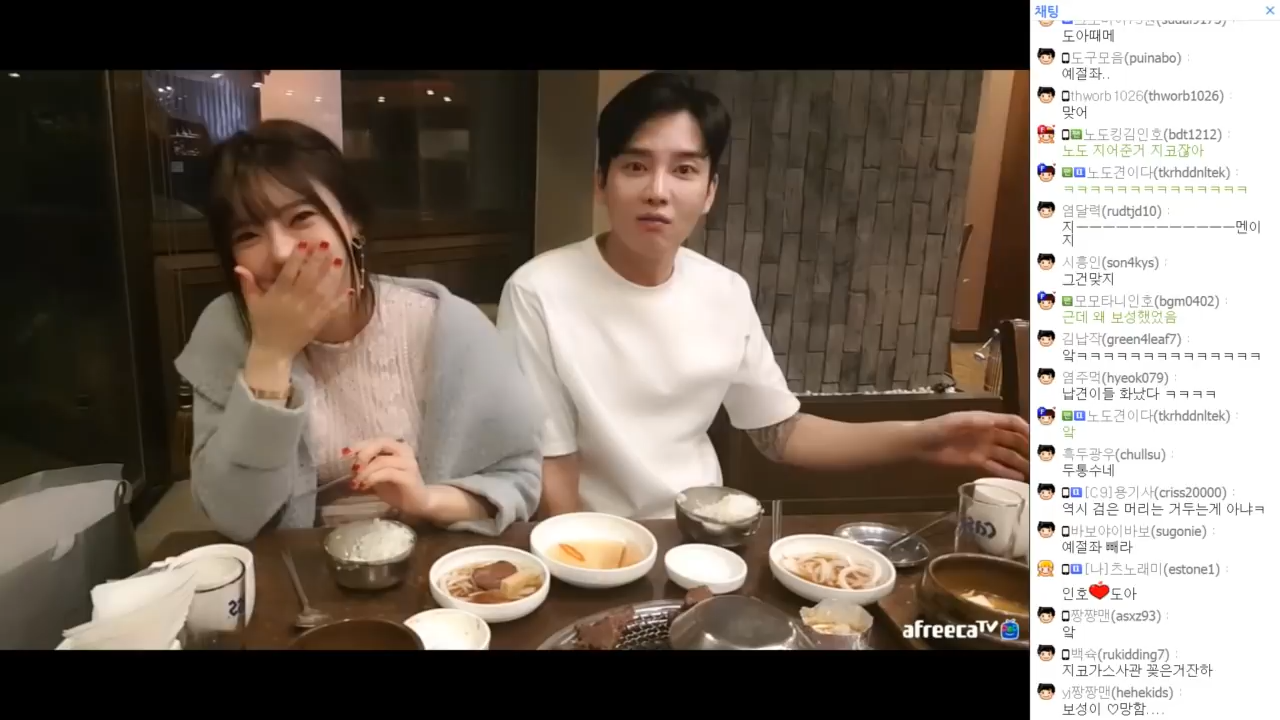 채팅
도아때메
도구모음(puinabo) :
예절좌..
thworb1026(thworb1026) :
맞어
노도킹김인호(bdt1212) :
노도 지어준거 지코잖아
노도견이다(tkrhddnltek) :
ㅋㅋㅋㅋㅋㅋㅋㅋㅋㅋㅋㅋㅋㅋ
염달력(rudtjd10) :
지ㅡㅡㅡㅡㅡㅡㅡㅡㅡㅡㅡㅡ멘이
지
시흥인(son4kys) :
그건맞지
모모타니인호(bgm0402) :
근데 왜 보성했었음
김납작(green4leaf7) :
앜ㅋㅋㅋㅋㅋㅋㅋㅋㅋㅋㅋㅋㅋㅋ
염주먹(hyeok079) :
납견이들 화났다 ㅋㅋㅋㅋ
노도견이다(tkrhddnltek) :
앜
흑두광우(chullsu) :
두통수네
[C9]용기사(criss20000) :
역시 검은 머리는 거두는게 아냐ㅋ
바보야이바보(sugonie) :
예절좌 빼라
[나]츠노래미(estone1) :
인호 도아
짱쨩맨(asxz93) :
앜
백슉(rukidding7) :
지코가스사관 꽂은거잔하
yj짱짱맨(hehekids) :
보성이 ♡망함....
afreecaTV